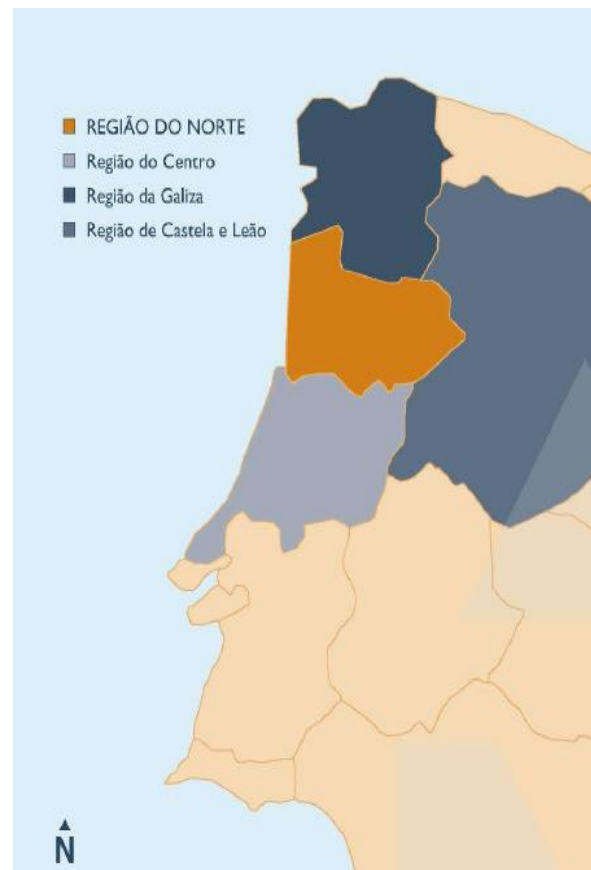 REGIÃO DO NORTE
Região do Centro
Região da Galiza
Região de Castela e Leão
N